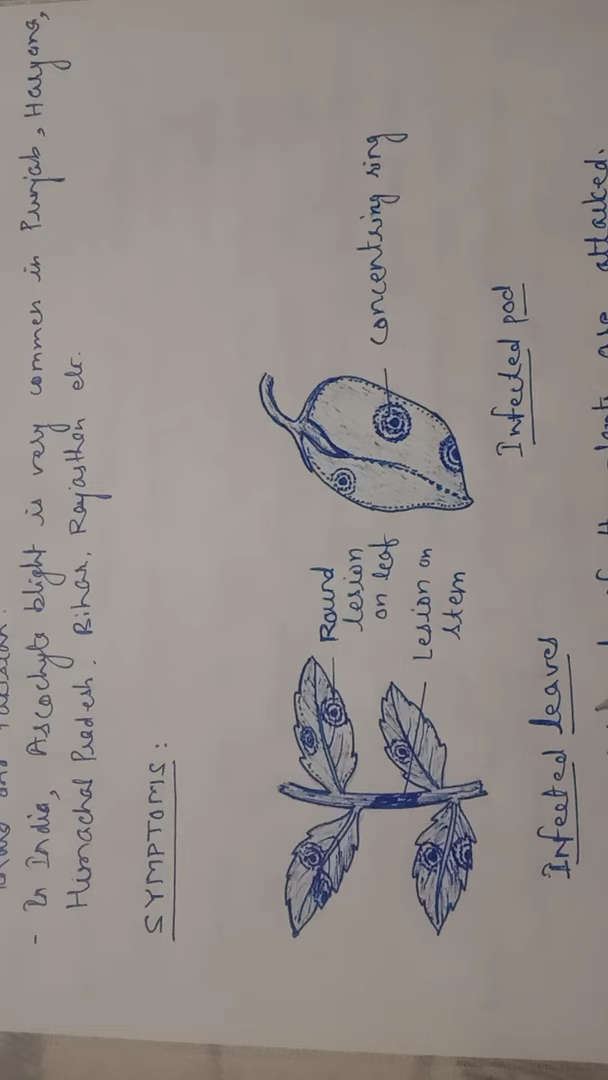 - In India, Ascochyta blight is very common in Punjab, Haryana,
Himachal Pradesh, Bihar, Rajasthan etc.
SYMPTOMS:
Round
lesion
on leaf
Lesion on
stem
concentring ring
Infected leaves
Infected pod
attacked.